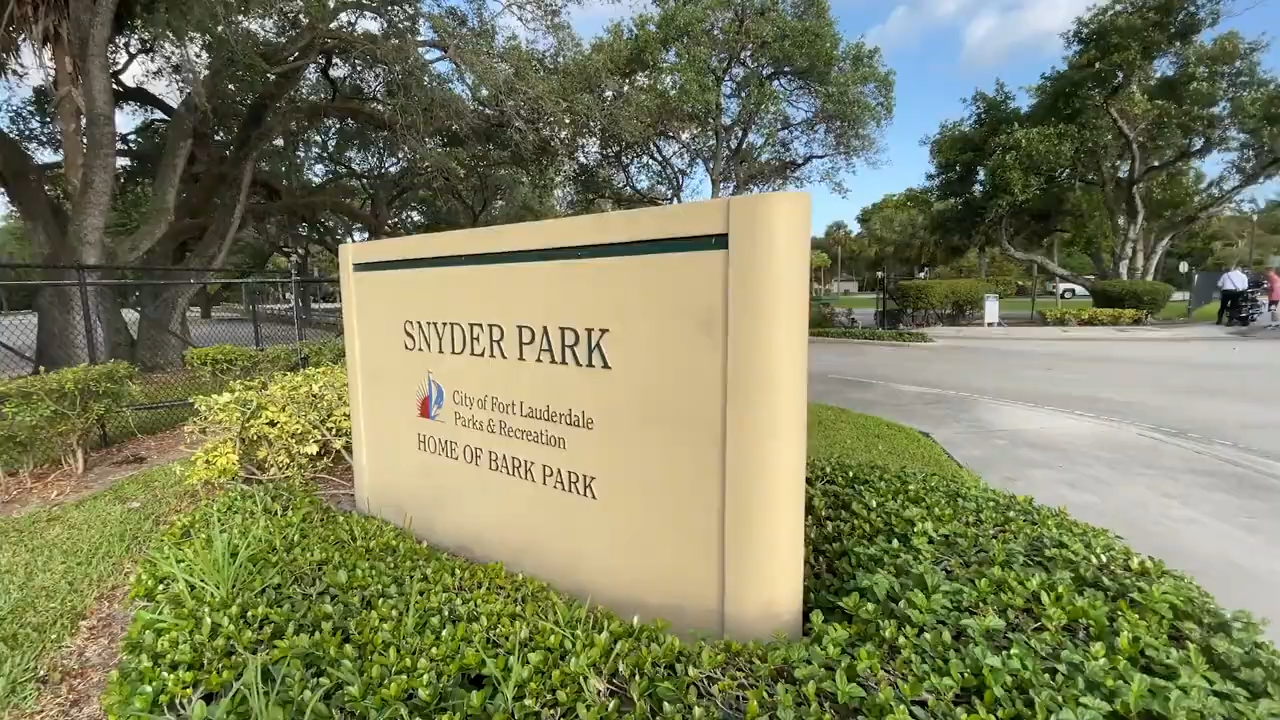 SNYDER PARK
City of Fort Lauderdale
Parks & Recreation
HOME OF BARK PARK